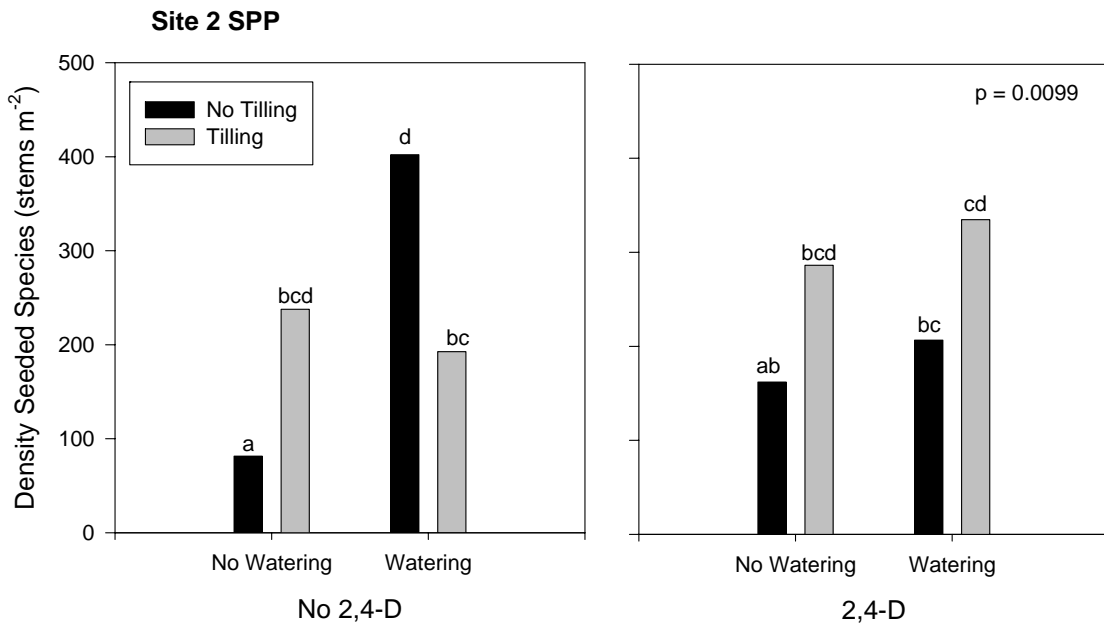 Site 2 SPP
Density Seeded Species (stems m-2)
500
400
300
200
100
0
No Tilling
Tilling
a
bcd
d
bc
No Watering
Watering
No 2,4-D
p = 0.0099
ab
bcd
bc
cd
No Watering
Watering
2,4-D